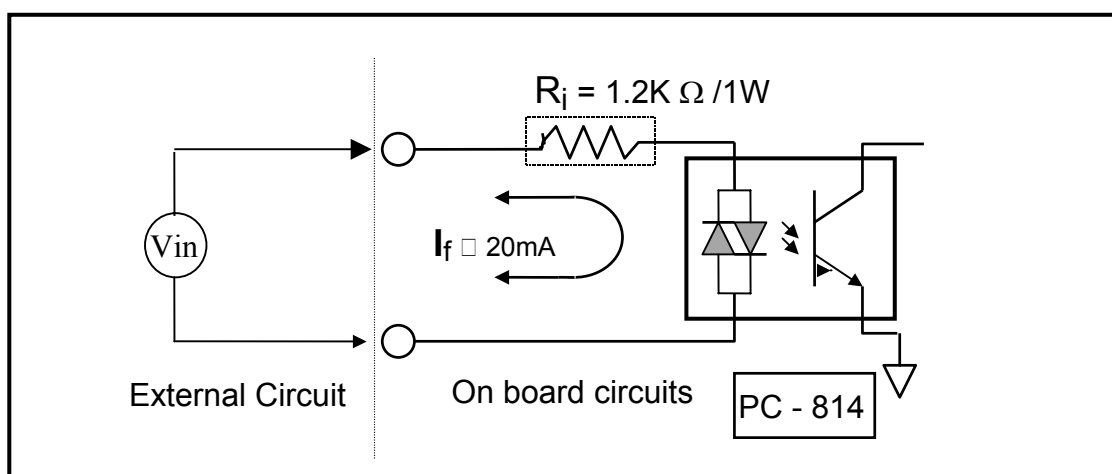 Ri = 1.2K Ω /1W
Vin
If □ 20mA
External Circuit
On board circuits
PC - 814